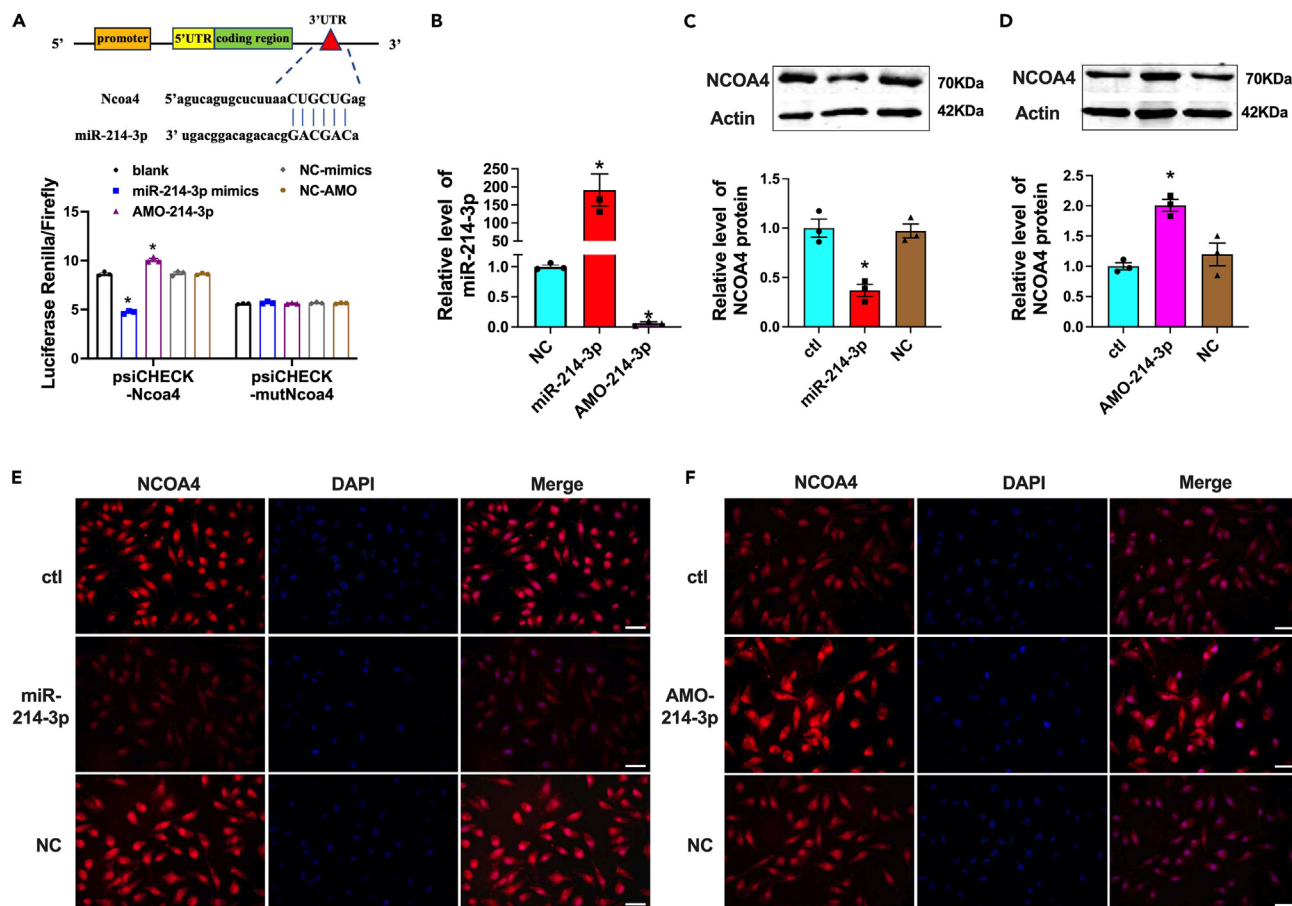 A
3'UTR
5'
promoter
5'UTR
coding region
3'
Ncoa4
5'agucagugcucuuaaCUGCUGag
miR-214-3p
3' ugacggacagacacgGACGACa
blank
miR-214-3p mimics
AMO-214-3p
NC-mimics
NC-AMO
Luciferase Renilla/Firefly
15
10
5
0
*
*
psiCHECK
-Ncoa4
psiCHECK
-mutNcoa4
B
Relative level of
miR-214-3p
250
200
150
100
50
1.0
0.5
0.0
*
*
NC
miR-214-3p
AMO-214-3p
C
NCOA4
70KDa
Actin
42KDa
Relative level of
NCOA4 protein
1.5
1.0
0.5
0.0
*
ctl
miR-214-3p
NC
D
NCOA4
70KDa
Actin
42KDa
Relative level of
NCOA4 protein
2.5
2.0
1.5
1.0
0.5
0.0
*
ctl
AMO-214-3p
NC
E
NCOA4
DAPI
Merge
ctl
miR-
214-3p
NC
F
NCOA4
DAPI
Merge
ctl
AMO-
214-3p
NC